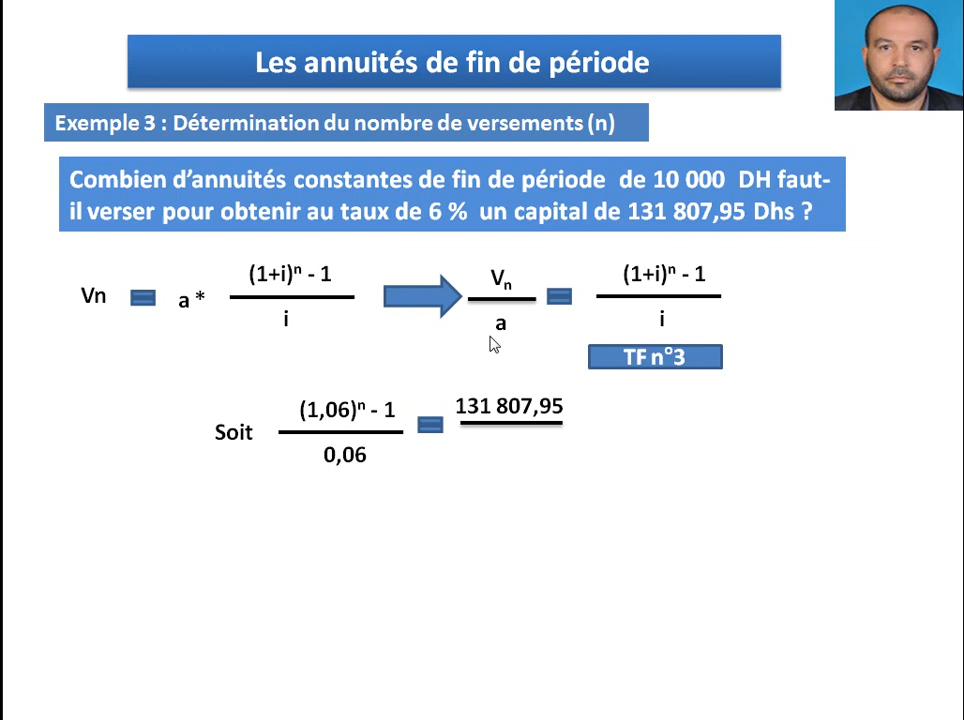 Les annuités de fin de période
Exemple 3 : Détermination du nombre de versements (n)
Combien d’annuités constantes de fin de période de 10 000 DH faut-
il verser pour obtenir au taux de 6 % un capital de 131 807,95 Dhs ?
Vn = a * (1+i)ⁿ - 1 / i
Vₙ / a = (1+i)ⁿ - 1 / i
TF n°3
Soit (1,06)ⁿ - 1 / 0,06 = 131 807,95